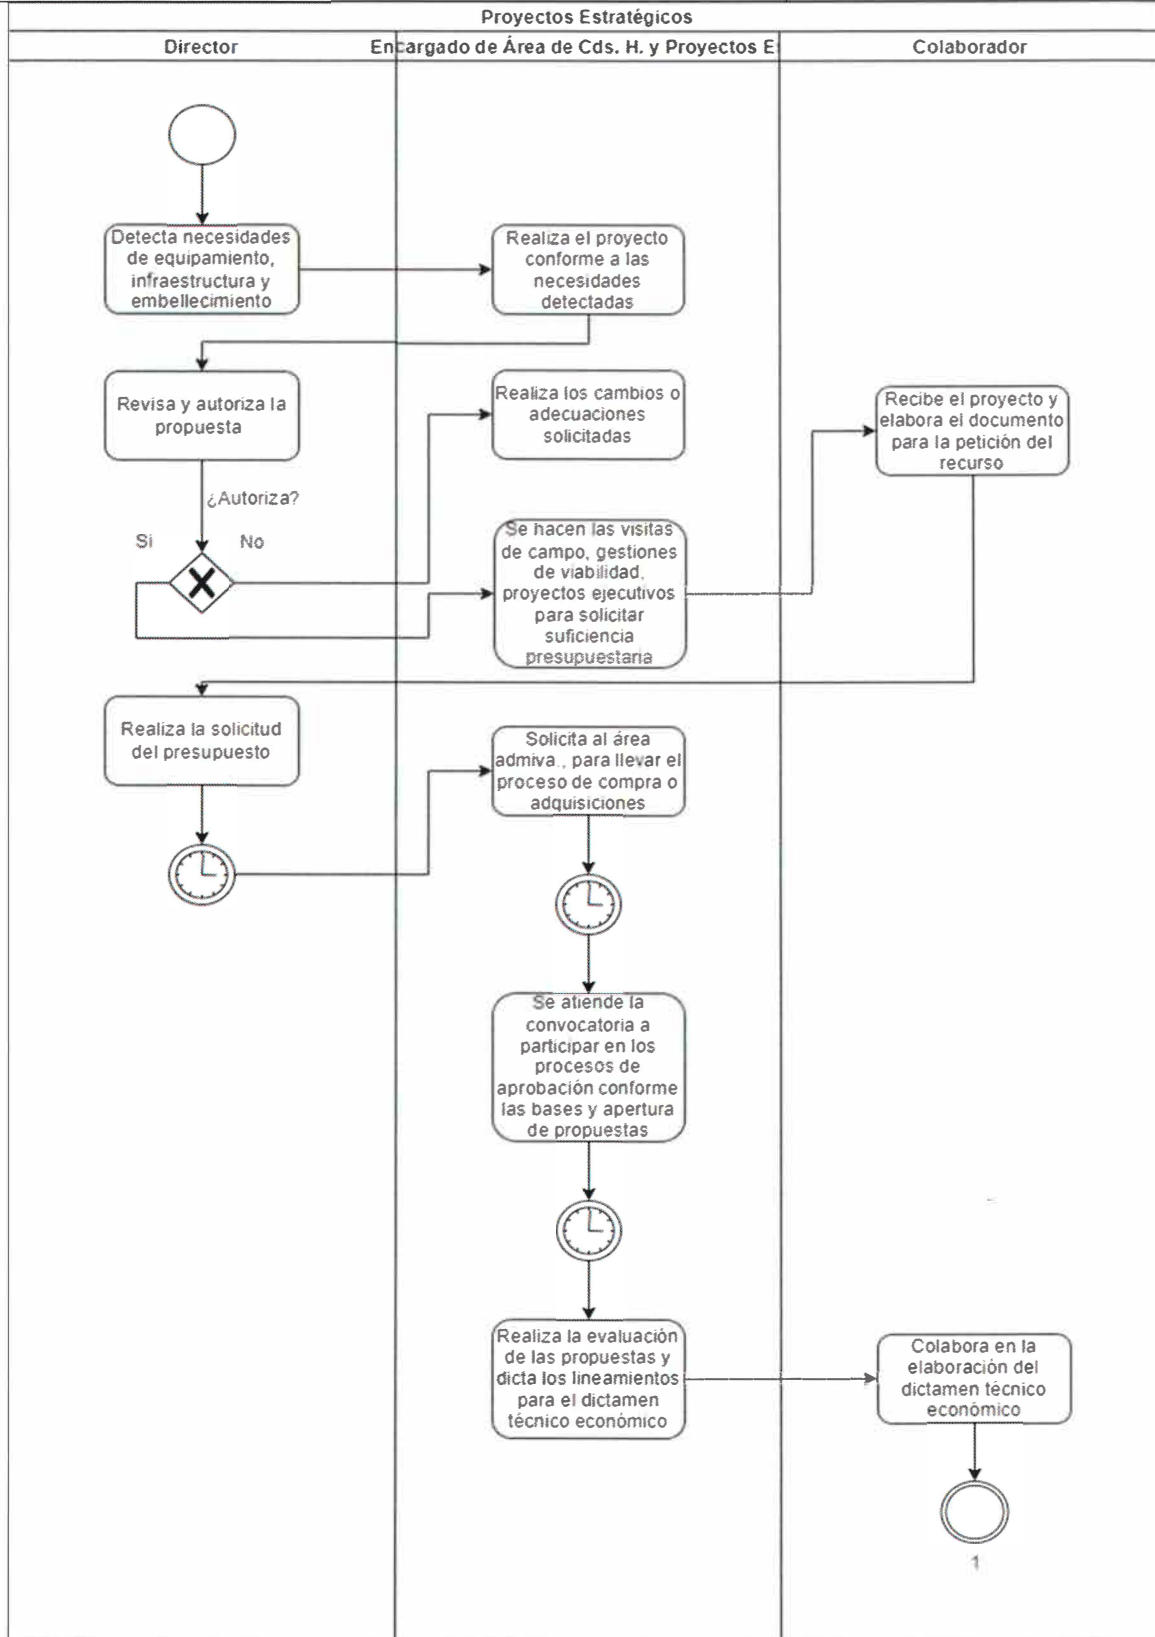 Proyectos Estratégicos
Director
Encargado de Área de Cds. H. y Proyectos E
Colaborador
Detecta necesidades
de equipamiento,
infraestructura y
embellecimiento
Realiza el proyecto
conforme a las
necesidades
detectadas
Revisa y autoriza la
propuesta
Realiza los cambios o
adecuaciones
solicitadas
Recibe el proyecto y
elabora el documento
para la petición del
recurso
¿Autoriza?
Si
No
Se hacen las visitas
de campo, gestiones
de viabilidad,
proyectos ejecutivos
para solicitar
suficiencia
presupuestaria
Realiza la solicitud
del presupuesto
Solicita al área
admiva., para llevar el
proceso de compra o
adquisiciones
Se atiende la
convocatoria a
participar en los
procesos de
aprobación conforme
las bases y apertura
de propuestas
Realiza la evaluación
de las propuestas y
dicta los lineamientos
para el dictamen
técnico económico
Colabora en la
elaboración del
dictamen técnico
económico
1